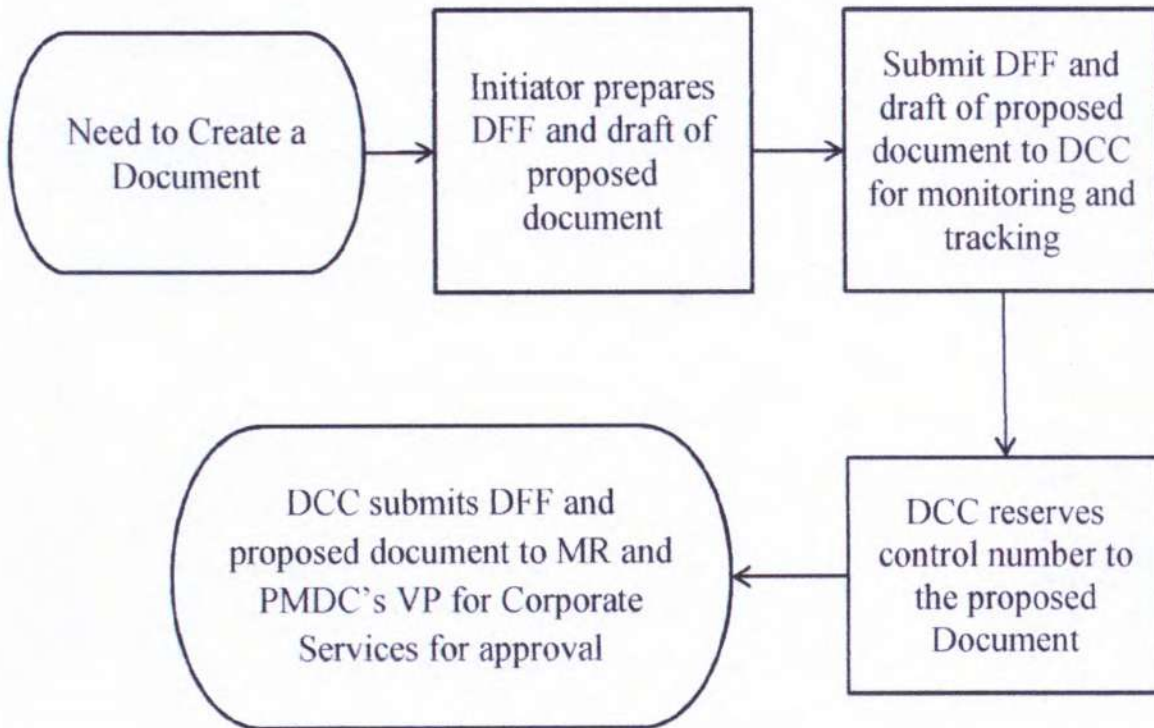 Need to Create a
Document
Initiator prepares
DFF and draft of
proposed
document
Submit DFF and
draft of proposed
document to DCC
for monitoring and
tracking
DCC reserves
control number to
the proposed
Document
DCC submits DFF and
proposed document to MR and
PMDC's VP for Corporate
Services for approval